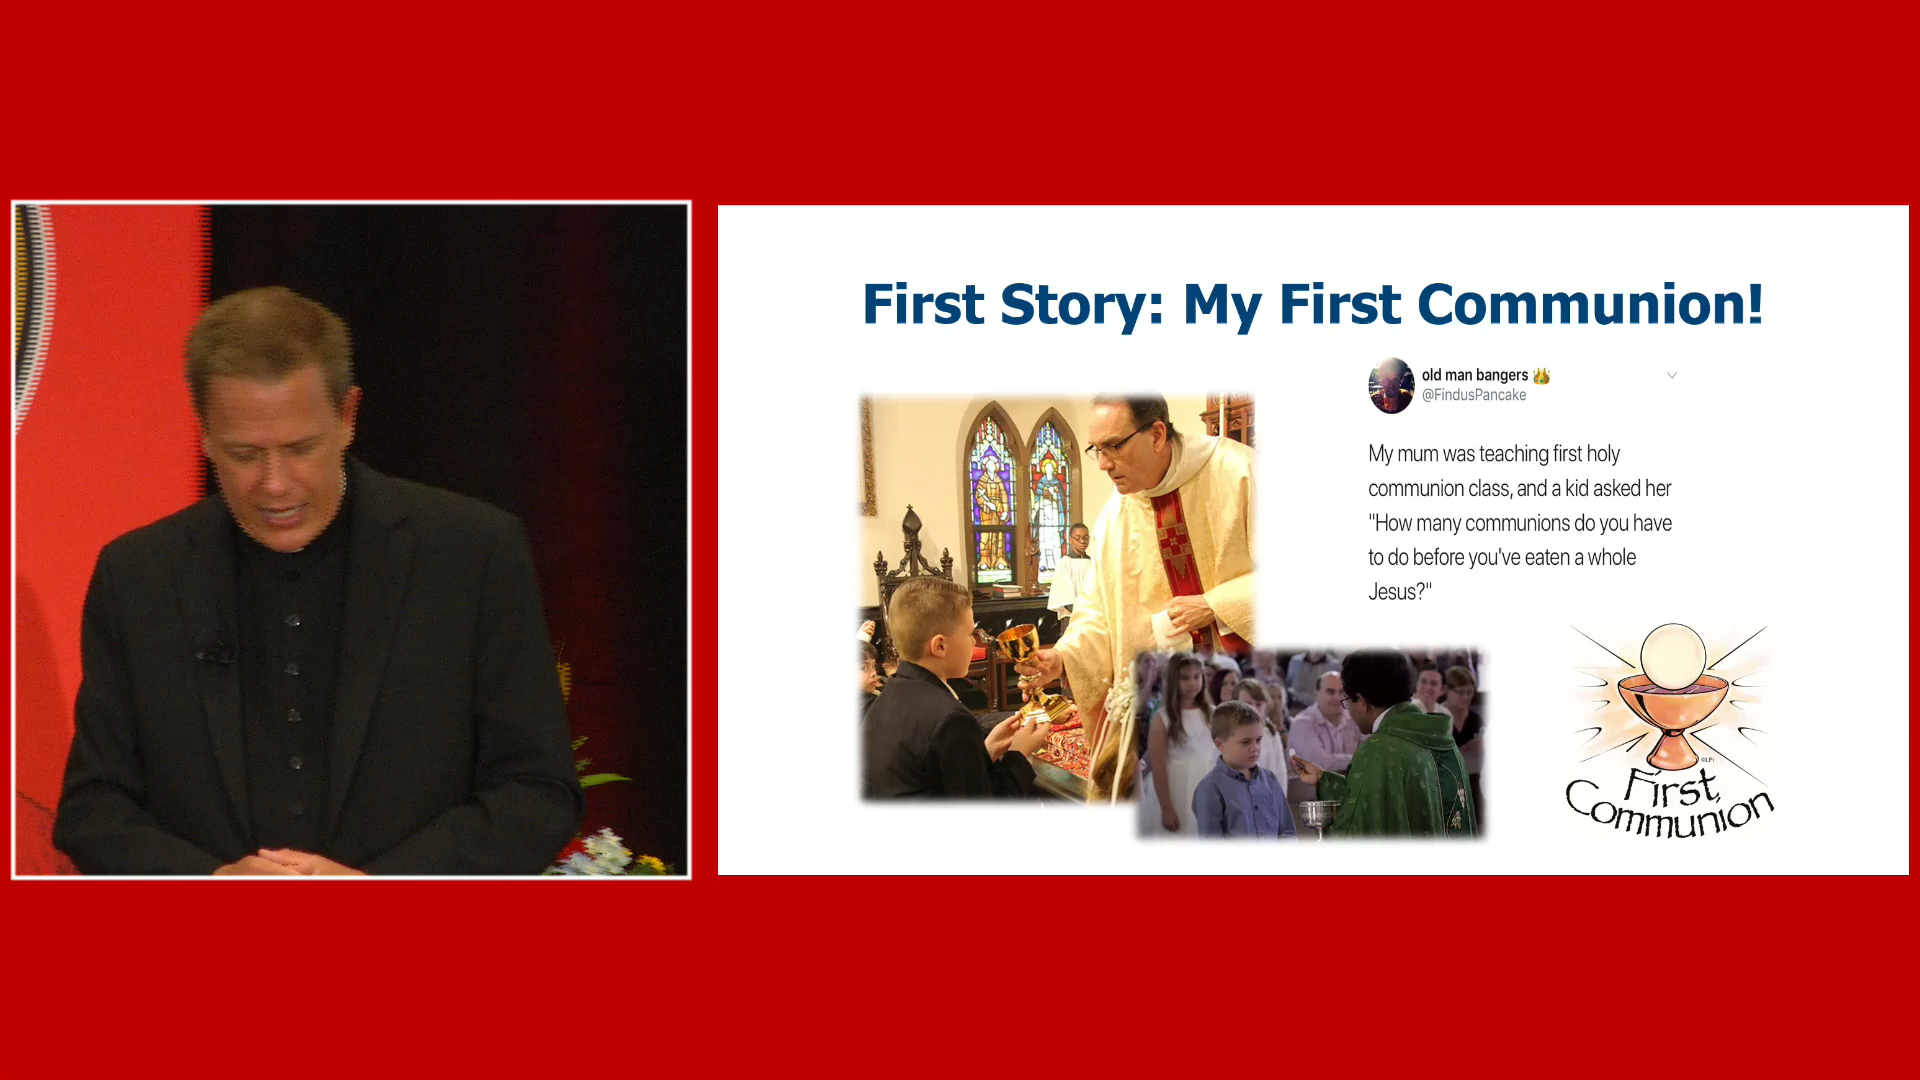 First Story: My First Communion!
old man bangers
@FindusPancake
My mum was teaching first holy
communion class, and a kid asked her
"How many communions do you have
to do before you've eaten a whole
Jesus?"
©LPi
First
Communion